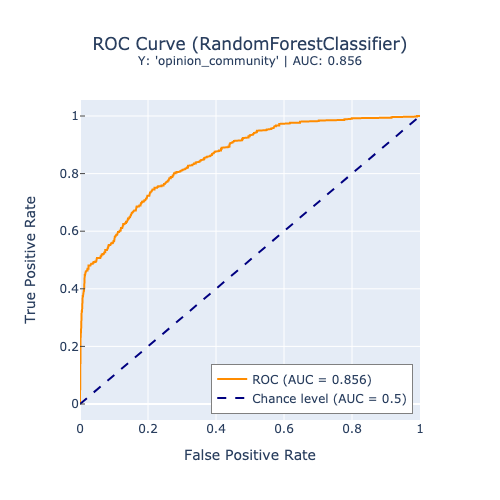 ROC Curve (RandomForestClassifier)
Y: 'opinion_community' | AUC: 0.856
True Positive Rate
1
0.8
0.6
0.4
0.2
0
ROC (AUC = 0.856)
Chance level (AUC = 0.5)
0 0.2 0.4 0.6 0.8 1
False Positive Rate